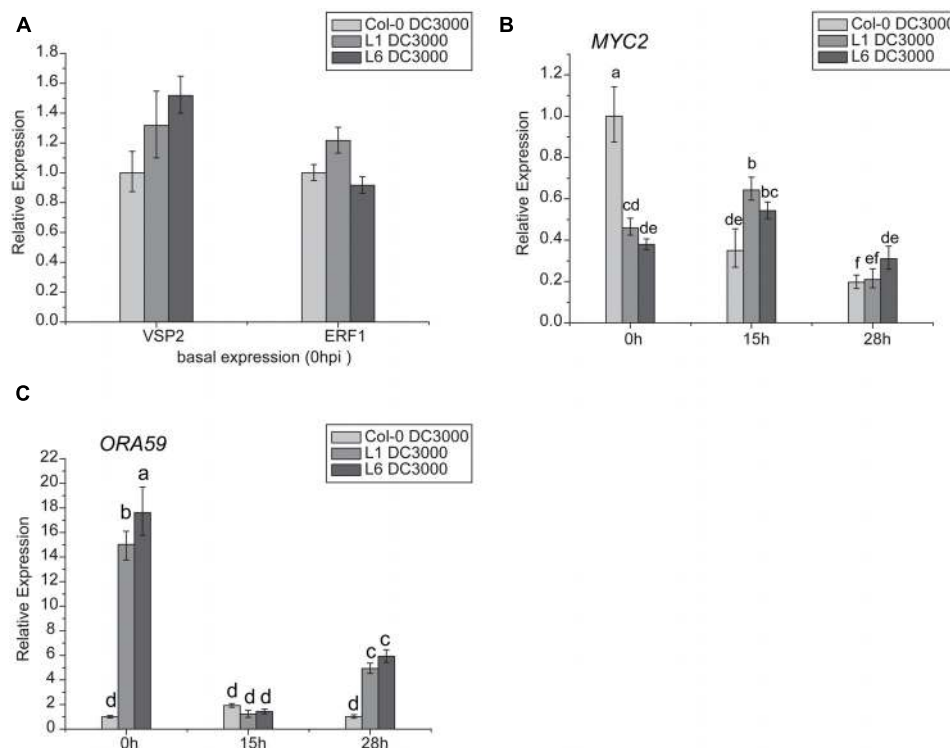 A
Col-0 DC3000
L1 DC3000
L6 DC3000
1.8
1.6
1.4
1.2
1.0
0.8
0.6
0.4
0.2
0.0
Relative Expression
VSP2
ERF1
basal expression (0hpi )
B
MYC2
Col-0 DC3000
L1 DC3000
L6 DC3000
1.2
1.0
0.8
0.6
0.4
0.2
0.0
Relative Expression
a
cd
de
de
b
bc
f
ef
de
0h
15h
28h
C
ORA59
Col-0 DC3000
L1 DC3000
L6 DC3000
22
20
18
16
14
12
10
8
6
4
2
0
Relative Expression
d
b
a
d
d
d
d
c
c
0h
15h
28h